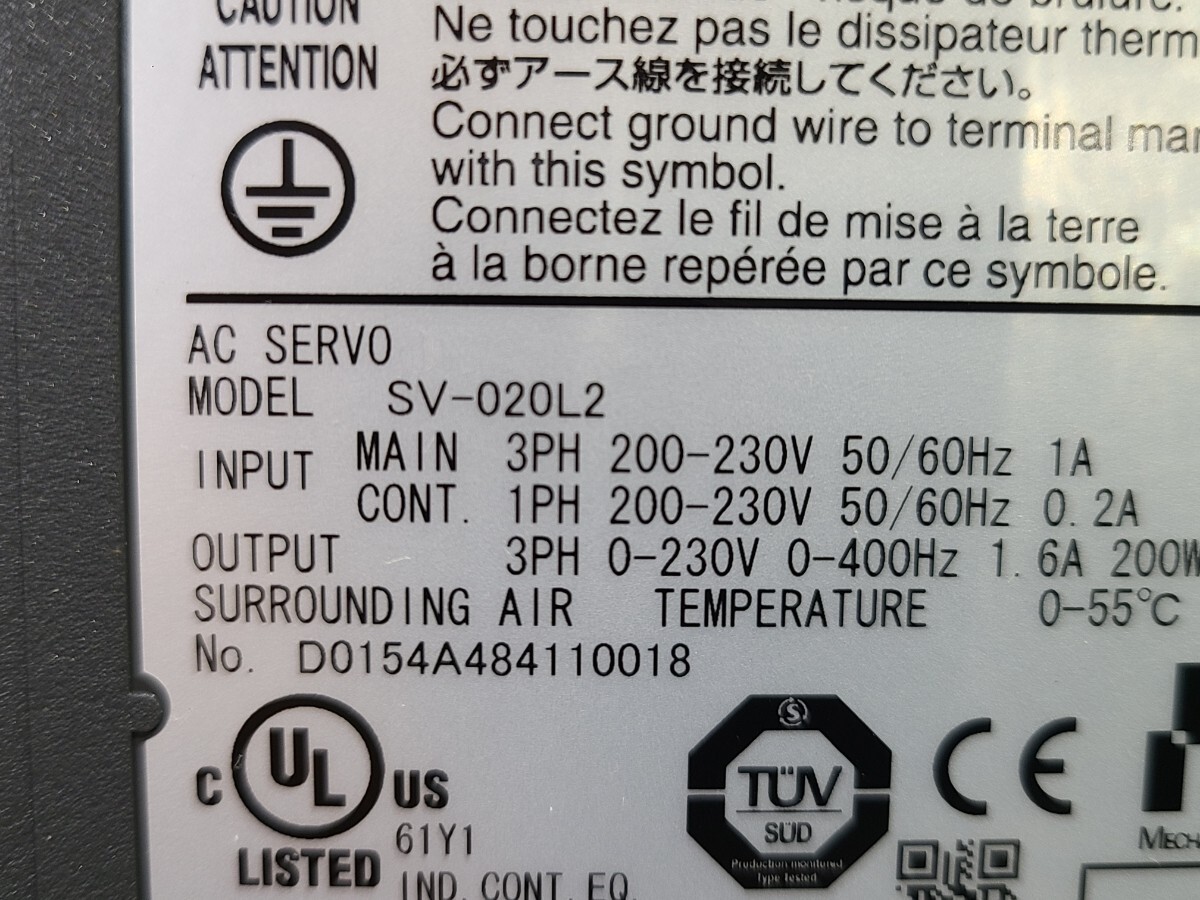 CAUTION
ATTENTION
risque de brûlure.
Ne touchez pas le dissipateur therm
必ずアース線を接続してください。
Connect ground wire to terminal mar
with this symbol.
Connectez le fil de mise à la terre
à la borne repérée par ce symbole.
AC SERVO
MODEL SV-020L2
INPUT MAIN 3PH 200-230V 50/60Hz 1A
CONT. 1PH 200-230V 50/60Hz 0.2A
OUTPUT 3PH 0-230V 0-400Hz 1.6A 200W
SURROUNDING AIR TEMPERATURE 0-55℃
No. D0154A484110018
C UL US
LISTED
61Y1
IND. CONT. EQ.
TÜV
SÜD
Production monitored
Type tested
CE
MECHA